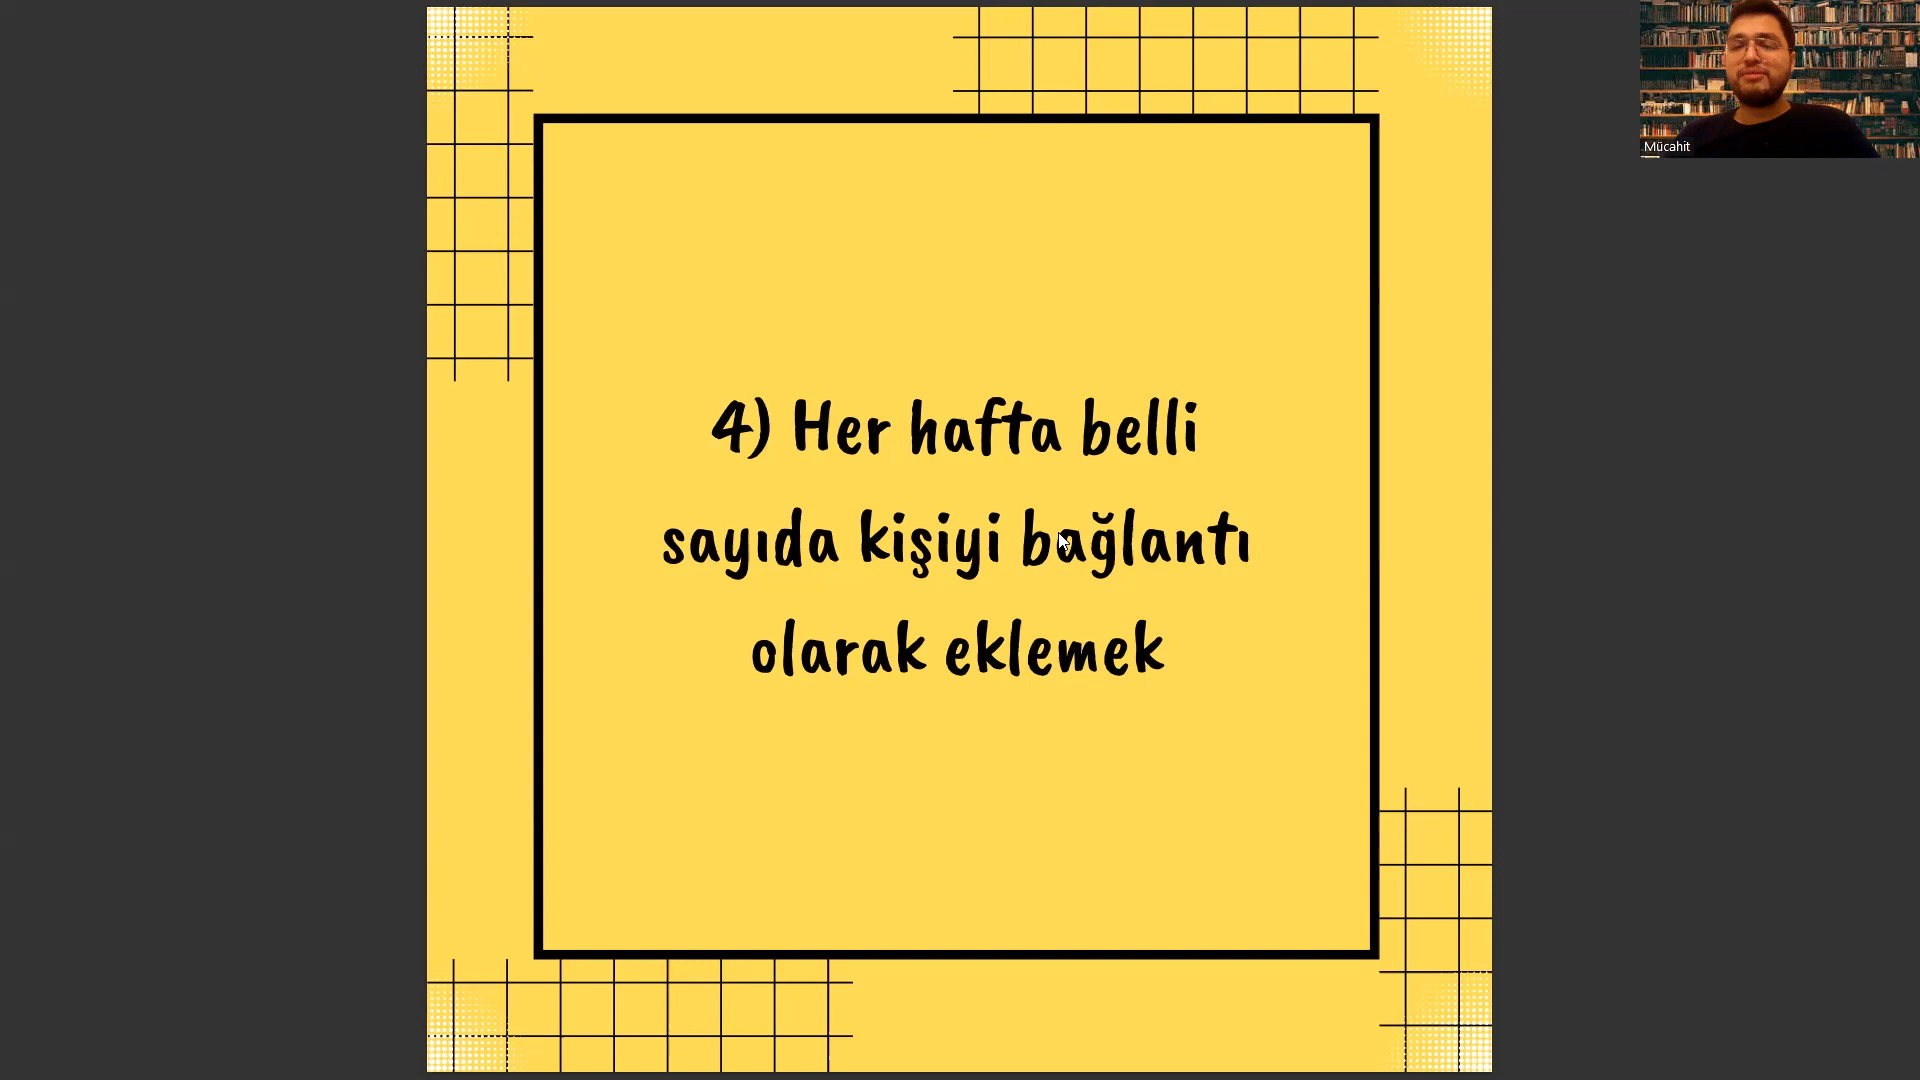 4) Her hafta belli
sayıda kişiyi bağlantı
olarak eklemek
Mücahit